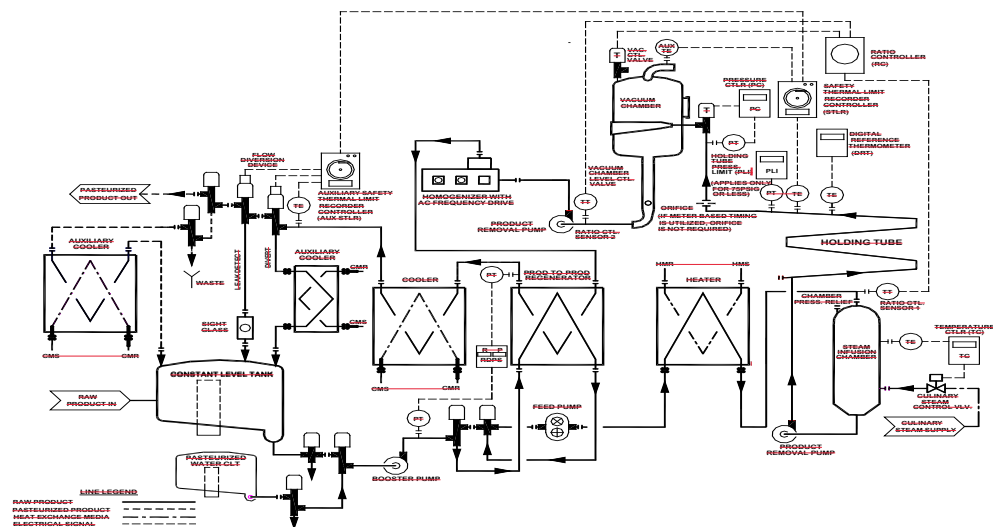 RATIO
CONTROLLER
(RC)
VAC.
CTL.
VALVE
AUX
TE
T
PRESSURE
CTLR (PC)
PC
SAFETY
THERMAL LIMIT
RECORDER
CONTROLLER
(STLR)
VACUUM
CHAMBER
T
DIGITAL
REFERENCE
THERMOMETER
(DRT)
PT
HOLDING
TUBE
PRESS.
LIMIT (PLI)
PLI
(APPLIES ONLY
FOR 75PSIG
OR LESS)
PT
TE
TE
FLOW
DIVERSION
DEVICE
AUXILIARY SAFETY
THERMAL LIMIT
RECORDER
CONTROLLER
(AUX STLR)
TE
PASTEURIZED
PRODUCT OUT
HOMOGENIZER WITH
AC FREQUENCY DRIVE
VACUUM
CHAMBER
LEVEL CTL.
VALVE
TT
PRODUCT
REMOVAL PUMP
RATIO CTL.
SENSOR 2
ORIFICE
(IF METER BASED TIMING
IS UTILIZED, ORIFICE
IS NOT REQUIRED)
HOLDING TUBE
AUXILIARY
COOLER
WASTE
LEAK DETECT
DIVERT
AUXILIARY
COOLER
CMR
CMS
COOLER
PT
PROD-TO-PROD
REGENERATOR
HMR
HMS
HEATER
CHAMBER
PRESS. RELIEF
TT
RATIO CTL.
SENSOR 1
SIGHT
GLASS
CMS
CMR
R P
RDPS
STEAM
INFUSION
CHAMBER
TE
TEMPERATURE
CTLR (TC)
TC
CONSTANT LEVEL TANK
CMS
CMR
RAW
PRODUCT IN
PT
FEED PUMP
CULINARY
STEAM
CONTROL VLV.
CULINARY
STEAM SUPPLY
PRODUCT
REMOVAL PUMP
PASTEURIZED
WATER CLT
BOOSTER PUMP
LINE LEGEND
RAW PRODUCT
PASTEURIZED PRODUCT
HEAT EXCHANGE MEDIA
ELECTRICAL SIGNAL